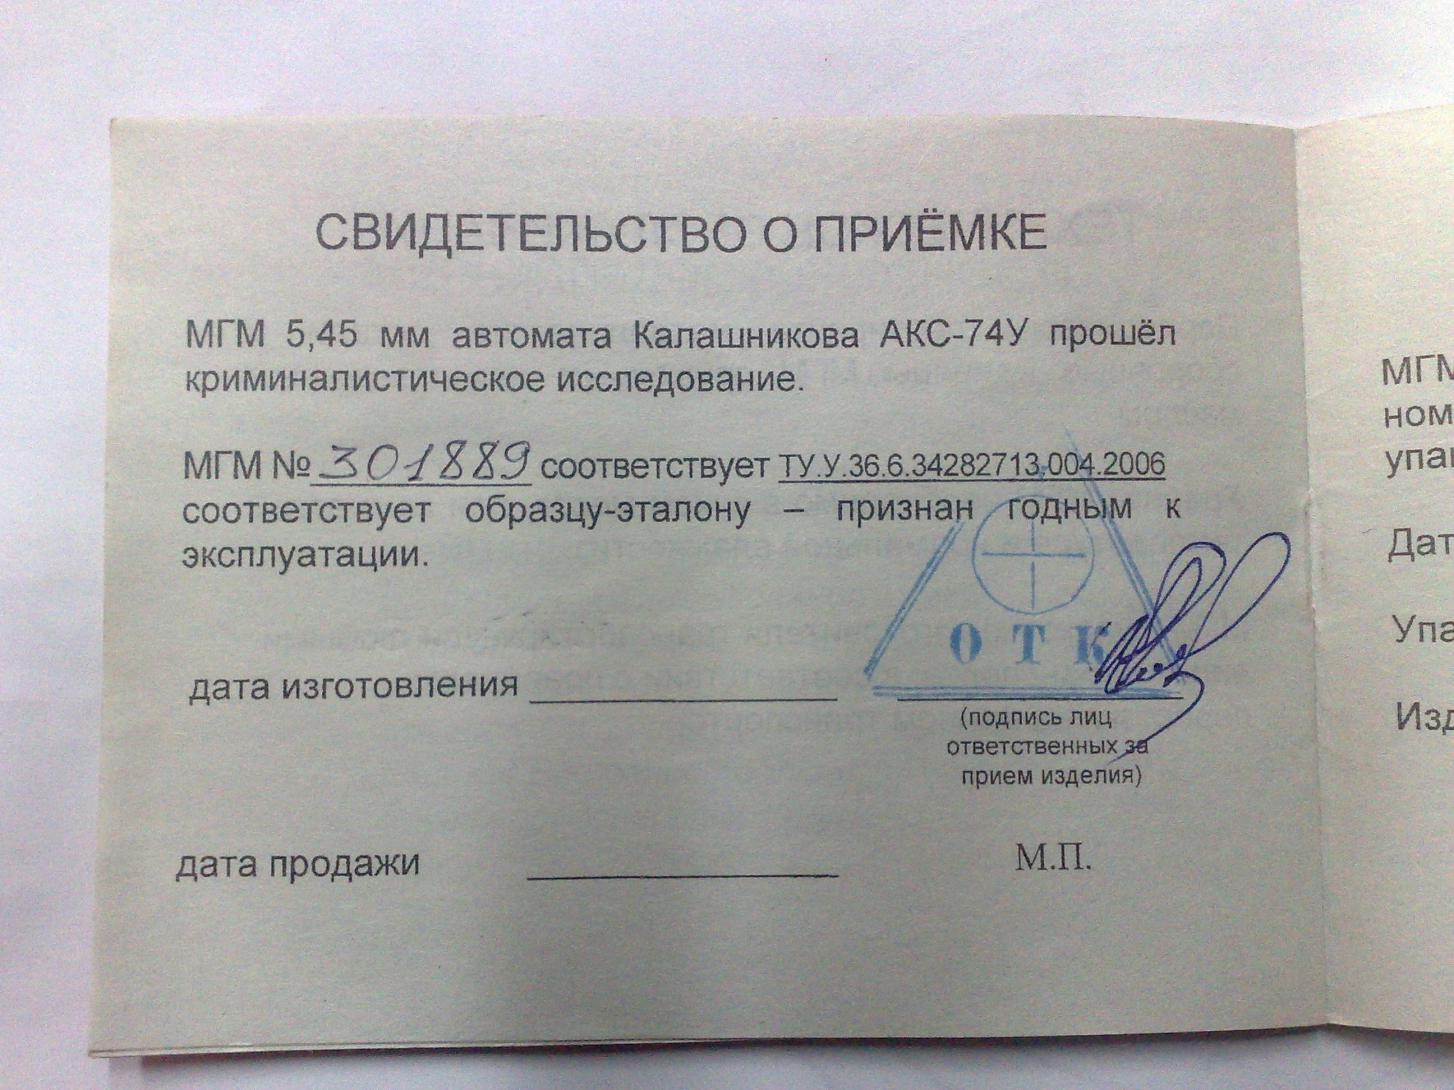 СВИДЕТЕЛЬСТВО О ПРИЁМКЕ
МГМ 5,45 мм автомата Калашникова АКС-74У прошёл
криминалистическое исследование.
МГМ № 301889 соответствует ТУ.У.36.6.34282713.004.2006
соответствует образцу-эталону – признан годным к
эксплуатации.
ОТК
дата изготовления
(подпись лиц
ответственных за
прием изделия)
дата продажи
М.П.
МГМ
ном
упа
Дат
Упа
Изд